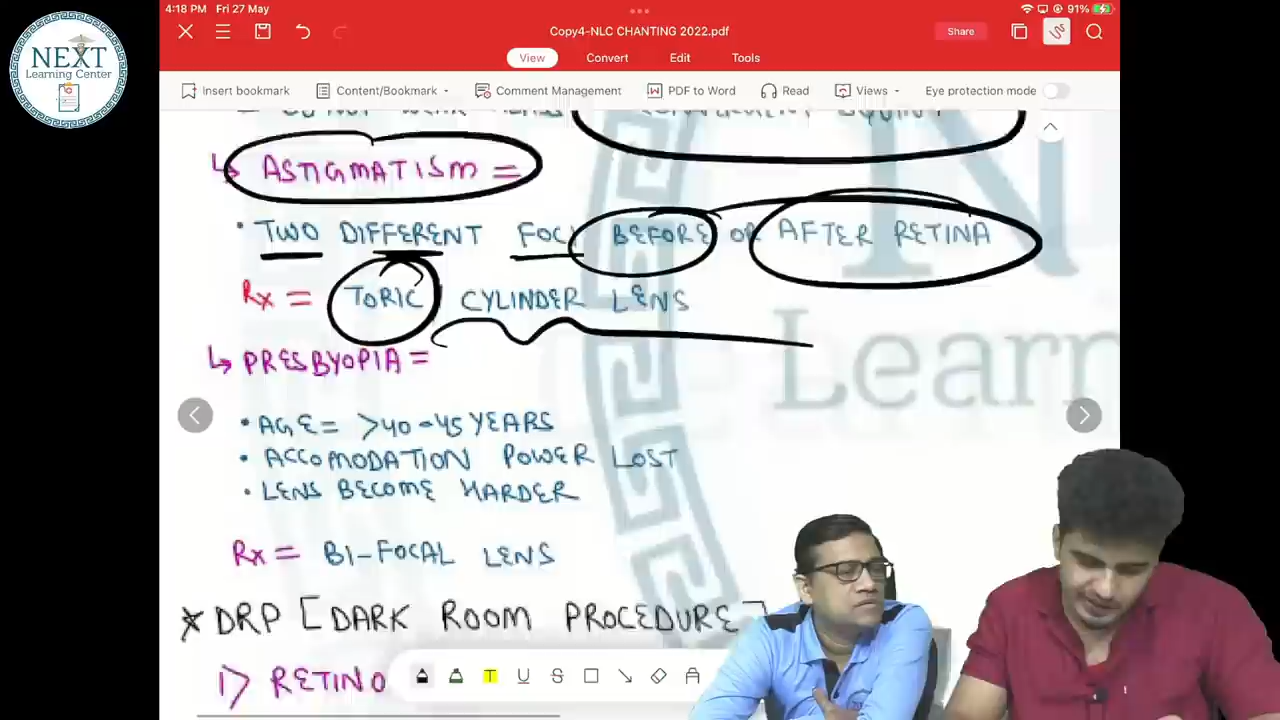 4:18 PM Fri 27 May
91%
NEXT
Learning Center
Copy4-NLC CHANTING 2022.pdf
Share
View Convert Edit Tools
Insert bookmark Content/Bookmark Comment Management PDF to Word Read Views Eye protection mode
↳ ASTIGMATISM =
• TWO DIFFERENT FOCI BEFORE OR AFTER RETINA
Rx = TORIC CYLINDER LENS
↳ PRESBYOPIA =
• AGE = >40-45 YEARS
• ACCOMODATION POWER LOST
• LENS BECOME HARDER
Rx = BI-FOCAL LENS
* DRP [DARK ROOM PROCEDURE]
1> RETINO
N
Learn